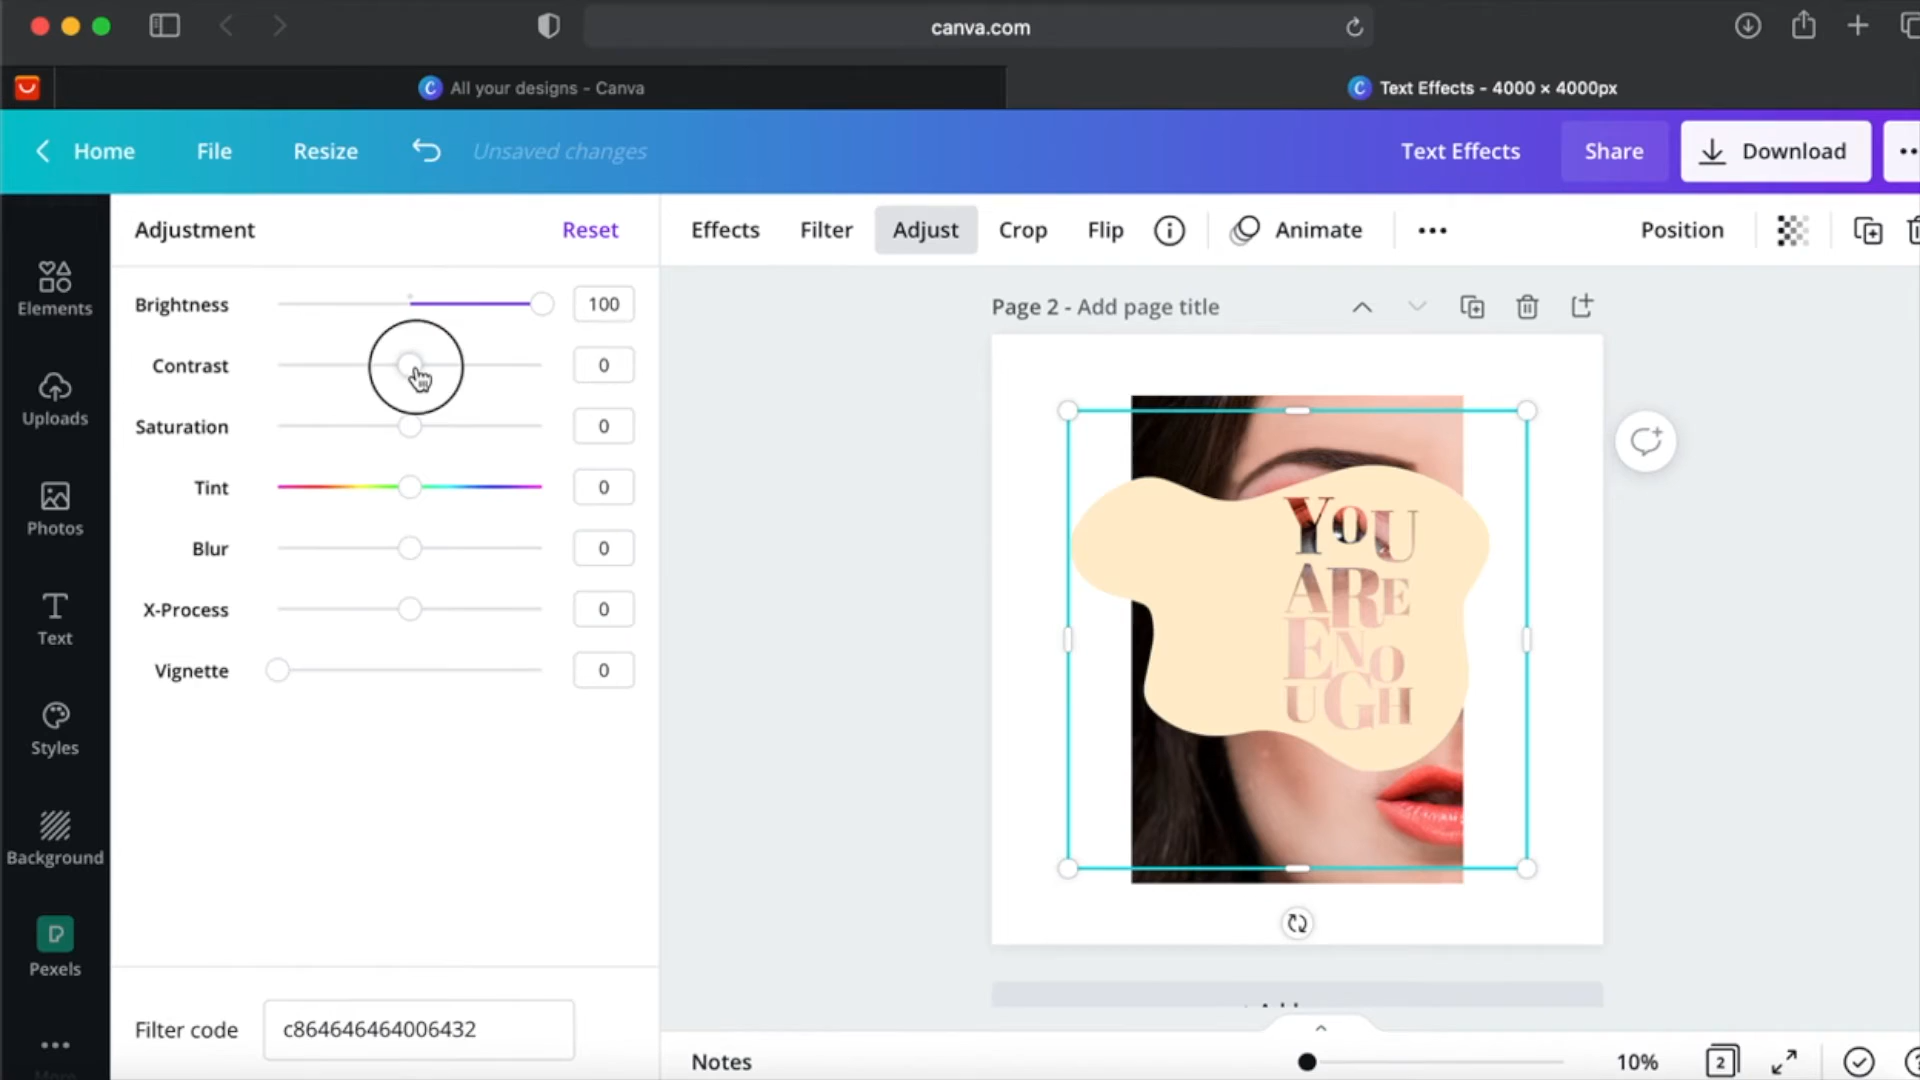 canva.com
All your designs - Canva
Text Effects - 4000 × 4000px
Home
File
Resize
Unsaved changes
Text Effects
Share
Download
Adjustment
Reset
Effects
Filter
Adjust
Crop
Flip
Animate
Position
Elements
Uploads
Photos
Text
Styles
Background
Pexels
Brightness 100
Contrast 0
Saturation 0
Tint 0
Blur 0
X-Process 0
Vignette 0
Filter code c864646464006432
Page 2 - Add page title
YOU
ARE
ENO
UGH
Notes
10%
2